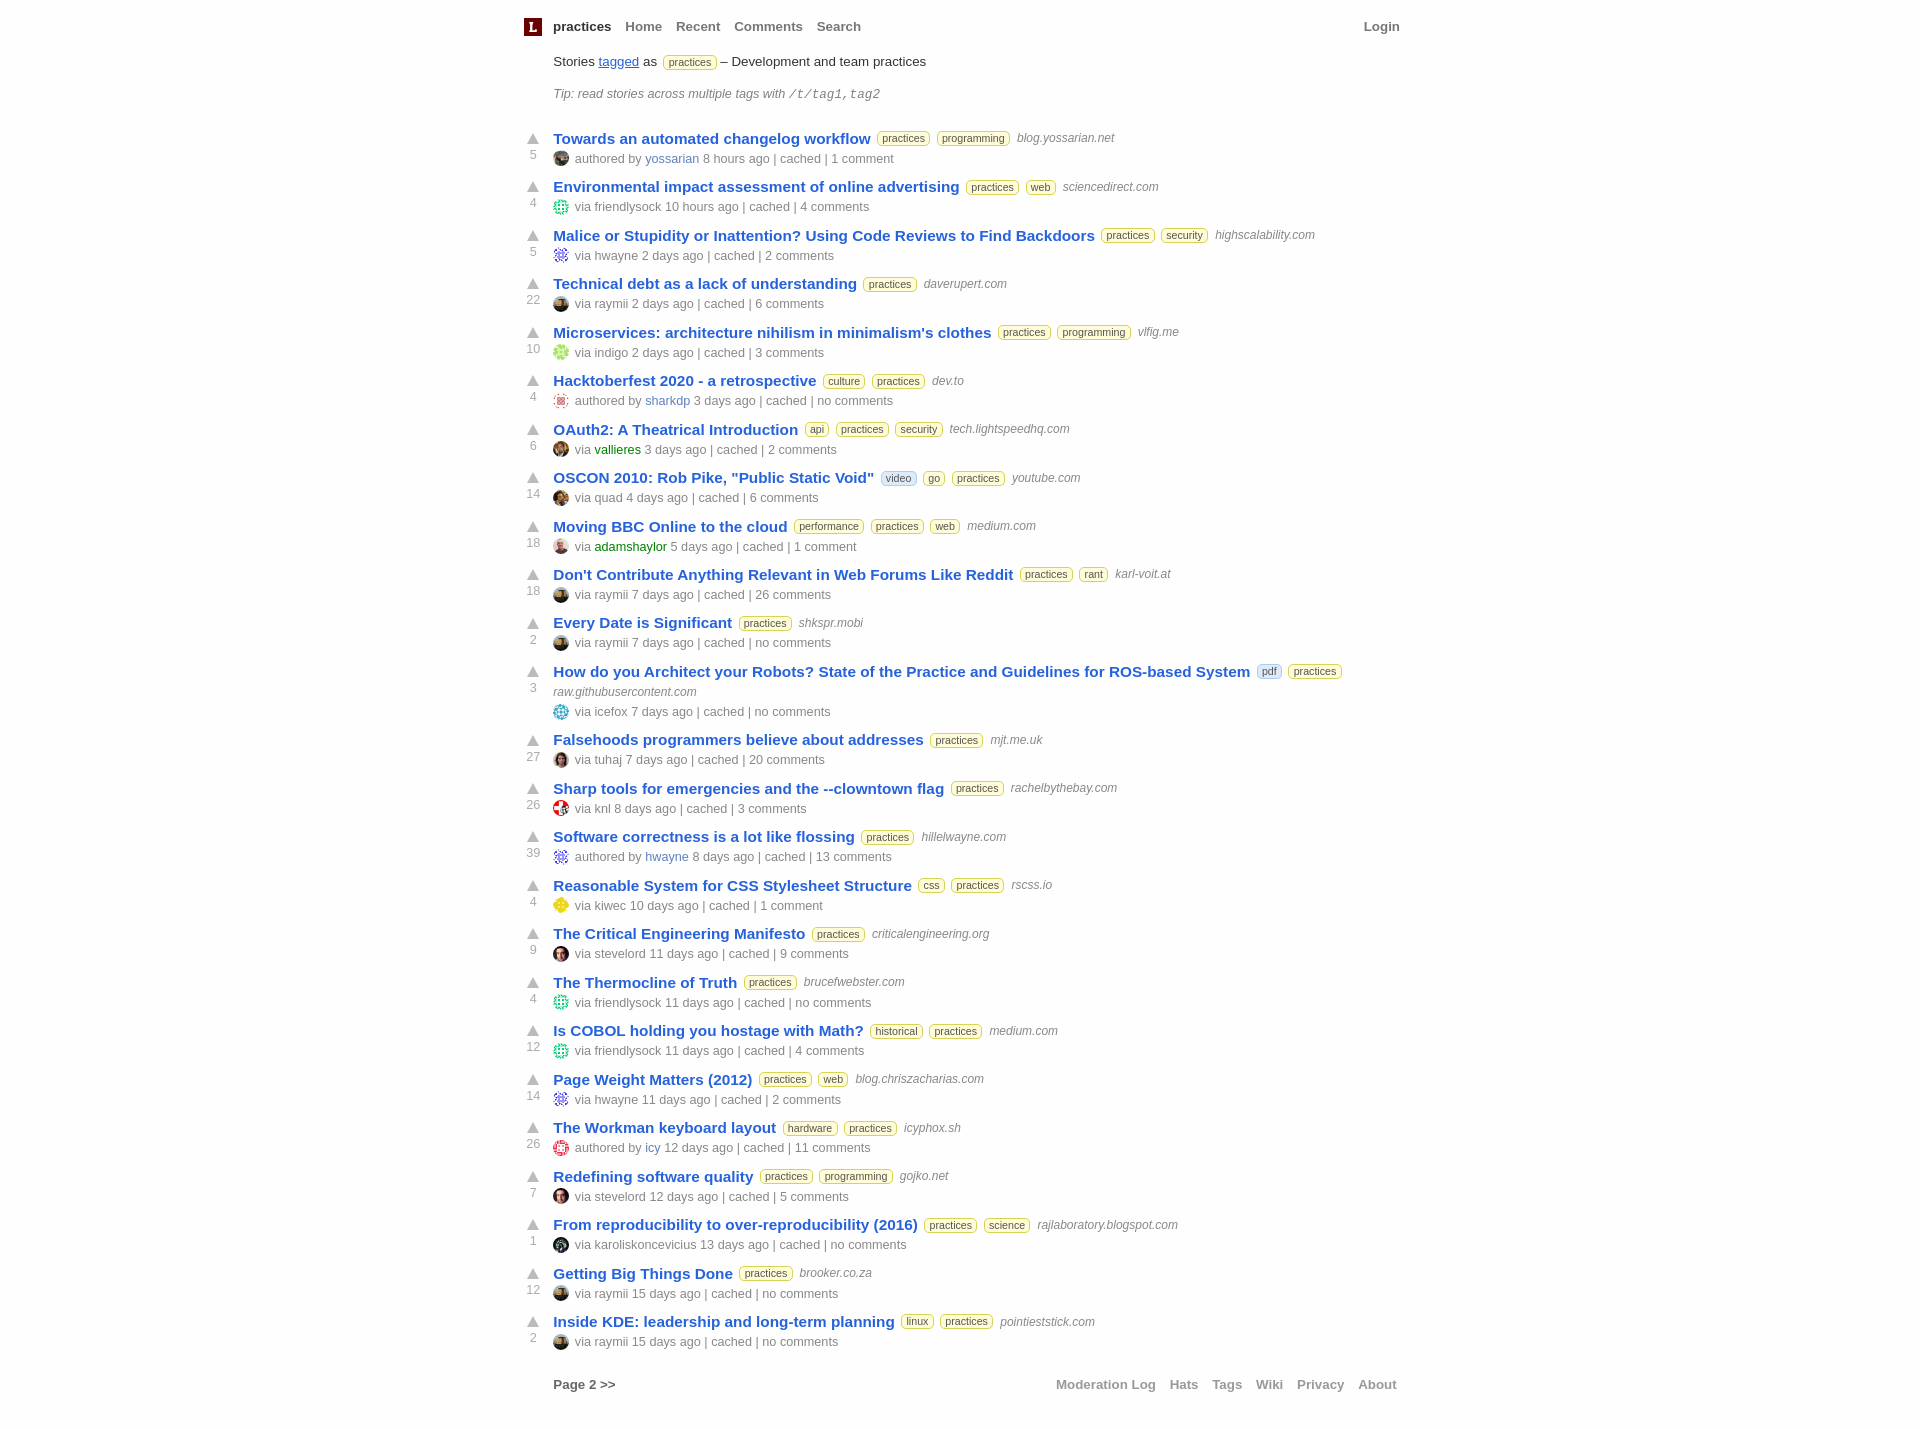 L practices Home Recent Comments Search Login
Stories tagged as practices – Development and team practices
Tip: read stories across multiple tags with /t/tag1,tag2
Towards an automated changelog workflow practices programming blog.yossarian.net
5 authored by yossarian 8 hours ago | cached | 1 comment
Environmental impact assessment of online advertising practices web sciencedirect.com
4 via friendlysock 10 hours ago | cached | 4 comments
Malice or Stupidity or Inattention? Using Code Reviews to Find Backdoors practices security highscalability.com
5 via hwayne 2 days ago | cached | 2 comments
Technical debt as a lack of understanding practices daverupert.com
22 via raymii 2 days ago | cached | 6 comments
Microservices: architecture nihilism in minimalism's clothes practices programming vlfig.me
10 via indigo 2 days ago | cached | 3 comments
Hacktoberfest 2020 - a retrospective culture practices dev.to
4 authored by sharkdp 3 days ago | cached | no comments
OAuth2: A Theatrical Introduction api practices security tech.lightspeedhq.com
6 via vallieres 3 days ago | cached | 2 comments
OSCON 2010: Rob Pike, "Public Static Void" video go practices youtube.com
14 via quad 4 days ago | cached | 6 comments
Moving BBC Online to the cloud performance practices web medium.com
18 via adamshaylor 5 days ago | cached | 1 comment
Don't Contribute Anything Relevant in Web Forums Like Reddit practices rant karl-voit.at
18 via raymii 7 days ago | cached | 26 comments
Every Date is Significant practices shkspr.mobi
2 via raymii 7 days ago | cached | no comments
How do you Architect your Robots? State of the Practice and Guidelines for ROS-based System pdf practices
3 raw.githubusercontent.com
via icefox 7 days ago | cached | no comments
Falsehoods programmers believe about addresses practices mjt.me.uk
27 via tuhaj 7 days ago | cached | 20 comments
Sharp tools for emergencies and the --clowntown flag practices rachelbythebay.com
26 via knl 8 days ago | cached | 3 comments
Software correctness is a lot like flossing practices hillelwayne.com
39 authored by hwayne 8 days ago | cached | 13 comments
Reasonable System for CSS Stylesheet Structure css practices rscss.io
4 via kiwec 10 days ago | cached | 1 comment
The Critical Engineering Manifesto practices criticalengineering.org
9 via stevelord 11 days ago | cached | 9 comments
The Thermocline of Truth practices brucefwebster.com
4 via friendlysock 11 days ago | cached | no comments
Is COBOL holding you hostage with Math? historical practices medium.com
12 via friendlysock 11 days ago | cached | 4 comments
Page Weight Matters (2012) practices web blog.chriszacharias.com
14 via hwayne 11 days ago | cached | 2 comments
The Workman keyboard layout hardware practices icyphox.sh
26 authored by icy 12 days ago | cached | 11 comments
Redefining software quality practices programming gojko.net
7 via stevelord 12 days ago | cached | 5 comments
From reproducibility to over-reproducibility (2016) practices science rajlaboratory.blogspot.com
1 via karoliskoncevicius 13 days ago | cached | no comments
Getting Big Things Done practices brooker.co.za
12 via raymii 15 days ago | cached | no comments
Inside KDE: leadership and long-term planning linux practices pointieststick.com
2 via raymii 15 days ago | cached | no comments
Page 2 >> Moderation Log Hats Tags Wiki Privacy About